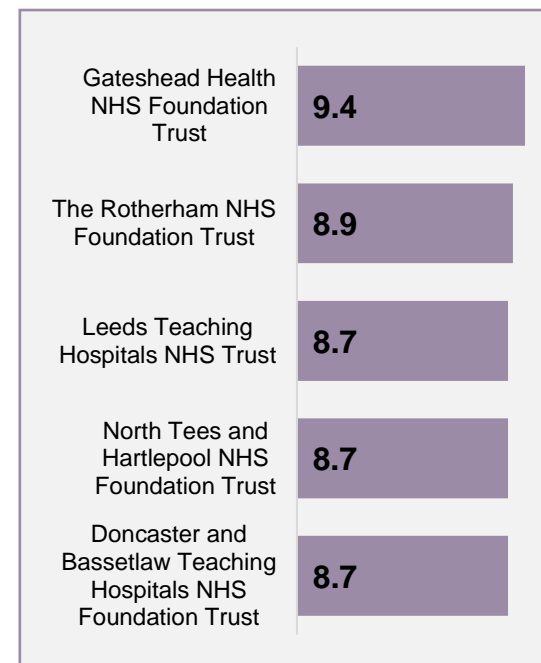 Gateshead Health
NHS Foundation
Trust
9.4
The Rotherham NHS
Foundation Trust
8.9
Leeds Teaching
Hospitals NHS Trust
8.7
North Tees and
Hartlepool NHS
Foundation Trust
8.7
Doncaster and
Bassetlaw Teaching
Hospitals NHS
Foundation Trust
8.7